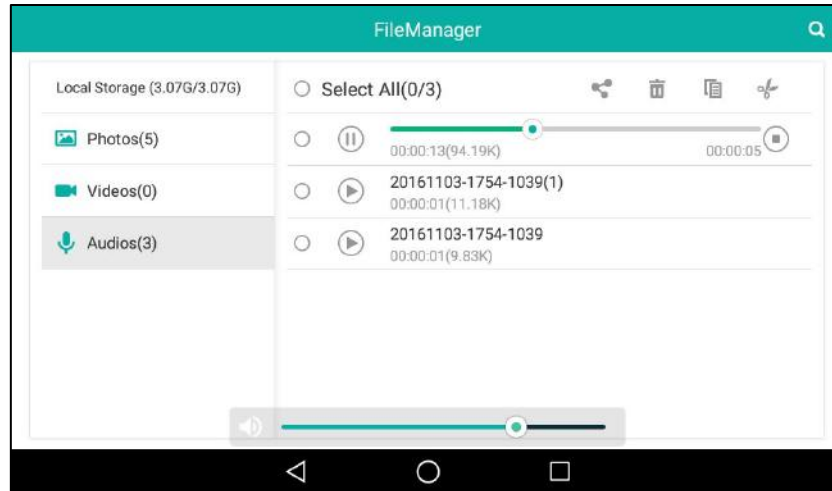 FileManager
Local Storage (3.07G/3.07G)
Select All(0/3)
Photos(5)
00:00:13(94.19K)
00:00:05
Videos(0)
20161103-1754-1039(1)
00:00:01(11.18K)
Audios(3)
20161103-1754-1039
00:00:01(9.83K)